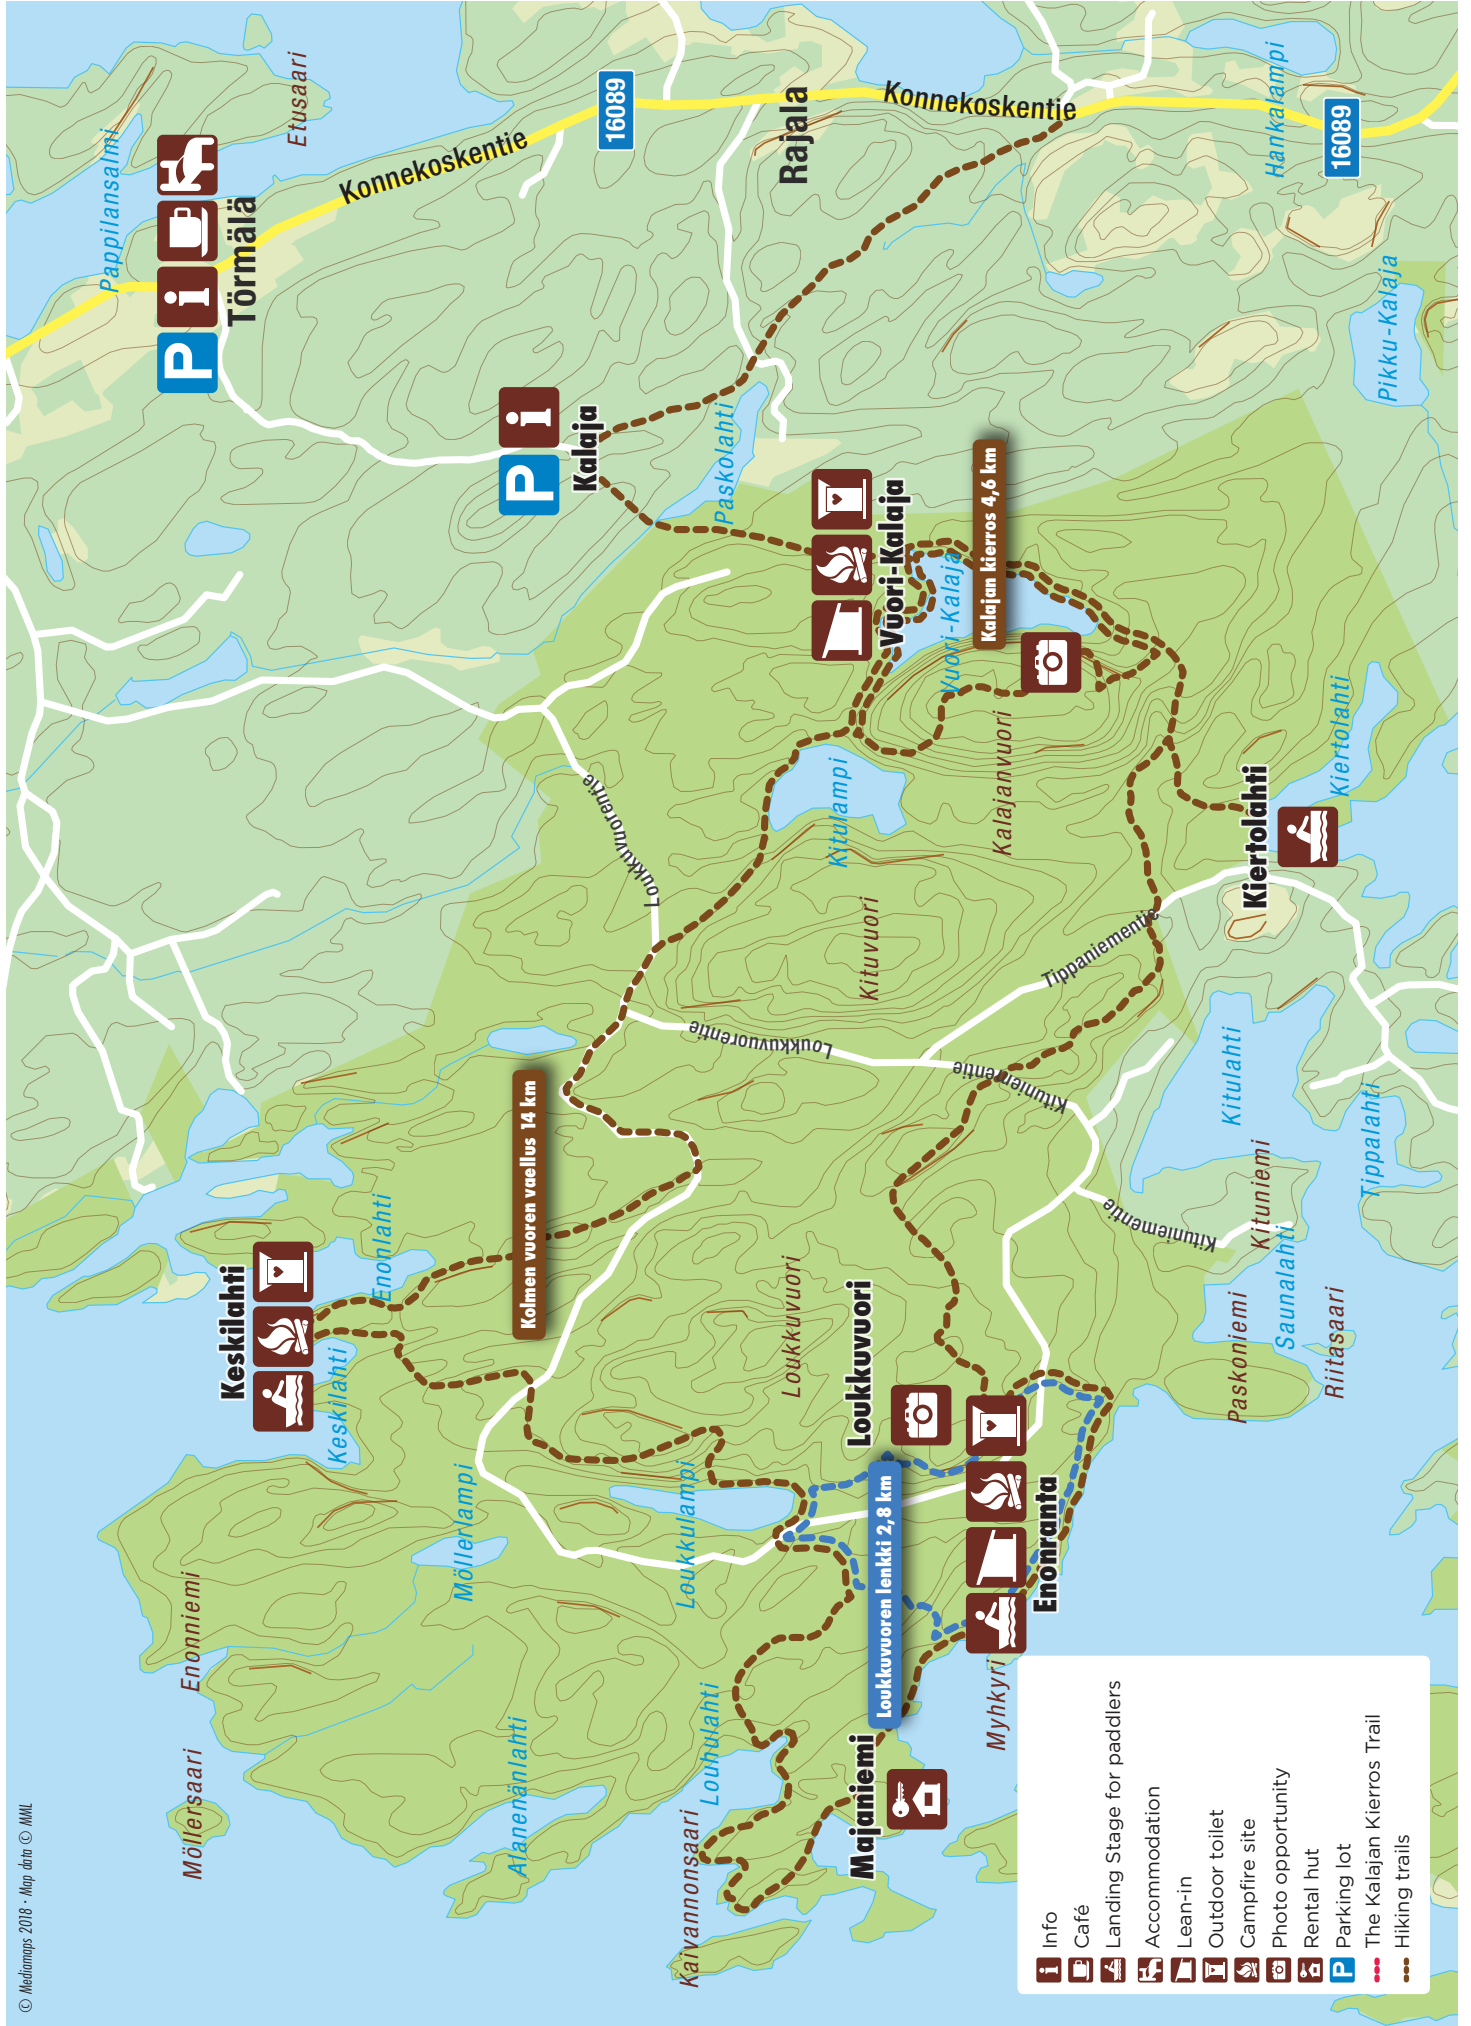 © Mediamaps 2018 • Map data © MML
Möllersaari
Enonniemi
Keskilahti
Keskilahti
Enonlahti
Pappilansalmi
Etusaari
Törmälä
P
Konnekoskentie
16089
Alanenänlahti
Möllerlampi
Kolmen vuoren vaellus 14 km
Loukkuvuorentie
P
Kalaja
Kaivannonsaari
Louhulahti
Loukkulampi
Loukkuvuori
Loukkuvuorentie
Paskolahti
Rajala
Konnekoskentie
Majaniemi
Loukkuvuoren lenkki 2,8 km
Loukkuvuori
Kituvuori
Kitulampi
Vuori-Kalaja
Vuori-Kalaja
Kalajan kierros 4,6 km
Kalajanvuori
Myhkyri
Enonranta
Kituniementie
Tippaniementie
Kituniementie
Kiertolahti
Kiertolahti
Kitulahti
Kituniemi
Saunalahti
Paskoniemi
Riitasaari
Tippalahti
Hankalampi
16089
Pikku-Kalaja
Info
Café
Landing Stage for paddlers
Accommodation
Lean-in
Outdoor toilet
Campfire site
Photo opportunity
Rental hut
P Parking lot
The Kalajan Kierros Trail
Hiking trails